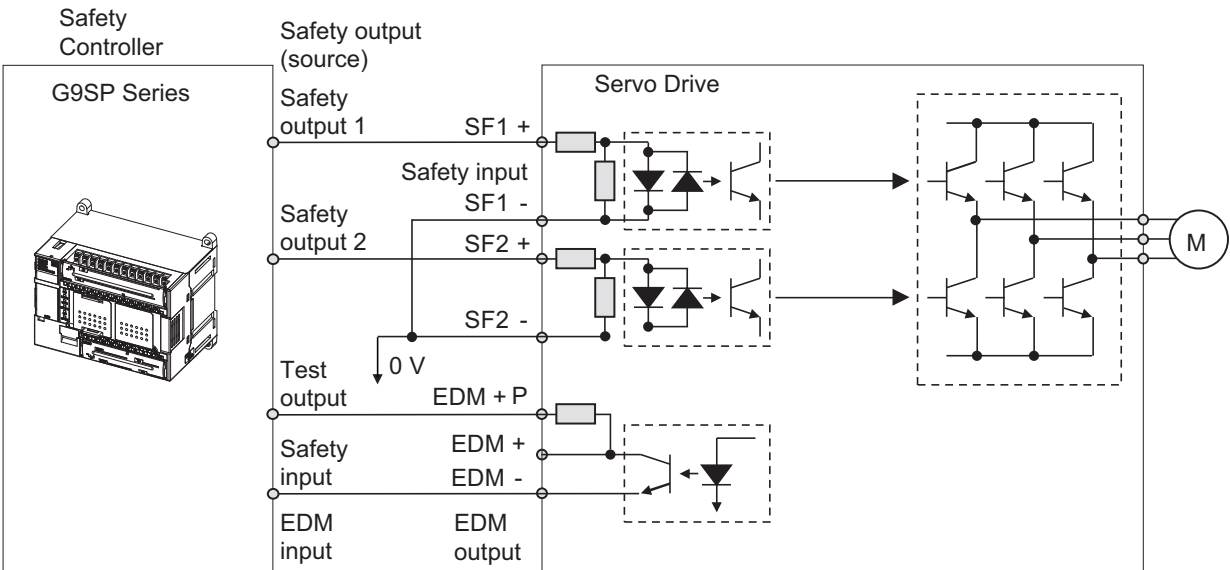 Safety
Controller
G9SP Series
Safety output
(source)
Servo Drive
Safety
output 1
SF1 +
Safety input
SF1 -
Safety
output 2
SF2 +
SF2 -
0 V
M
Test
output
EDM + P
Safety
input
EDM +
EDM -
EDM
input
EDM
output